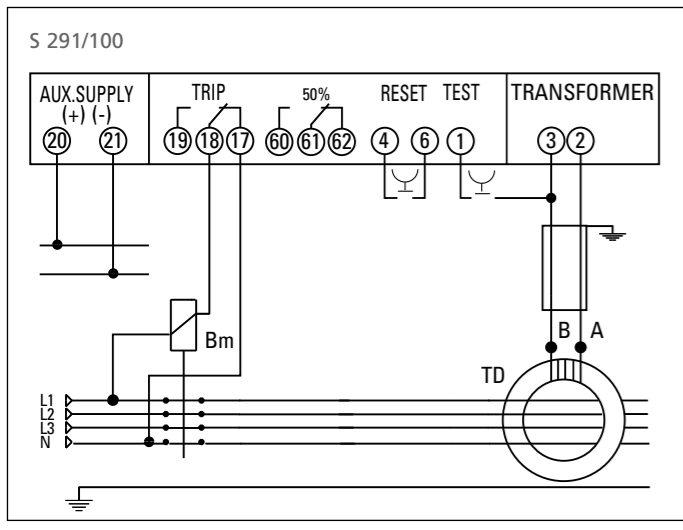 S 291/100
AUX.SUPPLY TRIP 50% RESET TEST TRANSFORMER
(+) (-)
20 21 19 18 17 60 61 62 4 6 1 3 2
B A
Bm
TD
L1
L2
L3
N